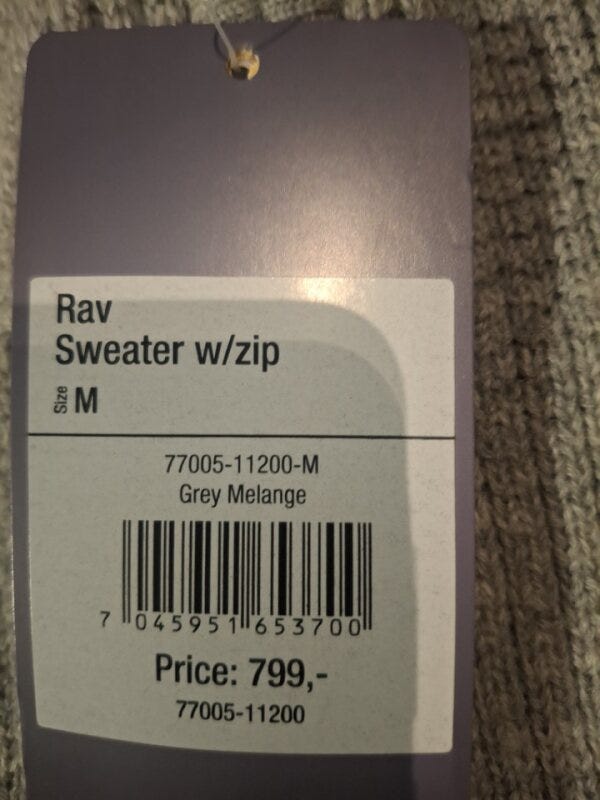 Rav
Sweater w/zip
Size M
77005-11200-M
Grey Melange
7 045951 653700
Price: 799,-
77005-11200